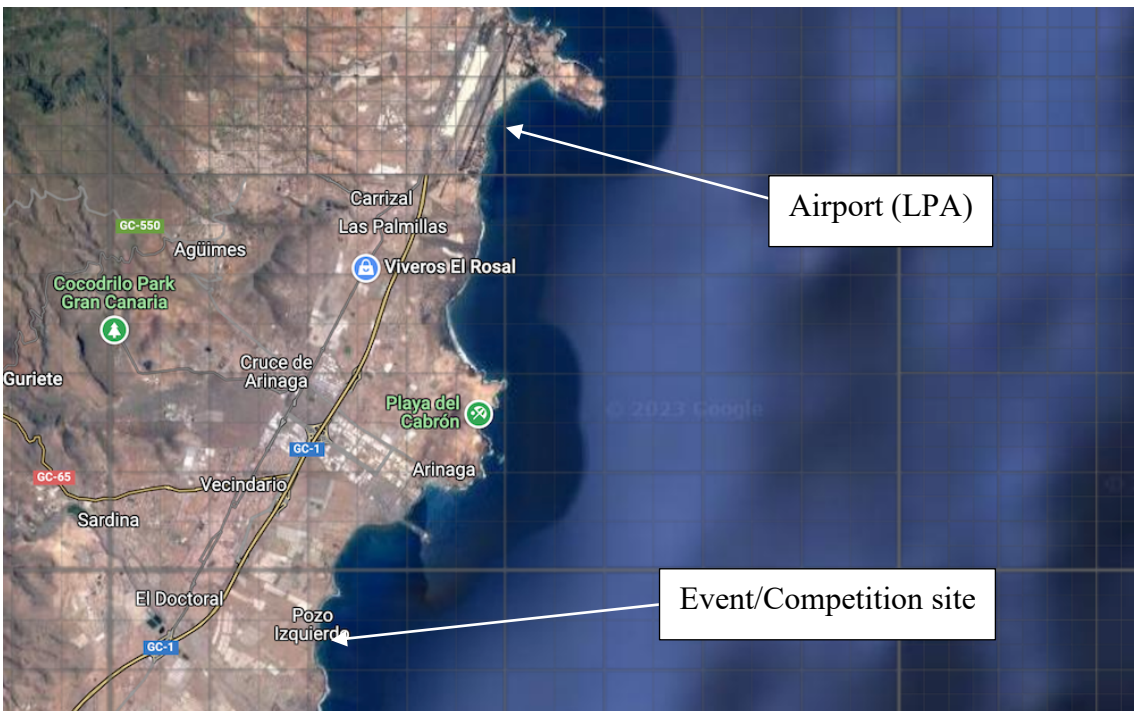 Airport (LPA)
Carrizal
Las Palmillas
GC-550
Agüimes
Viveros El Rosal
Cocodrilo Park
Gran Canaria
Guriete
Cruce de
Arinaga
Playa del
Cabrón
© 2023 Google
GC-1
Arinaga
GC-65
Vecindario
Sardina
El Doctoral
Event/Competition site
Pozo
Izquierdo
GC-1